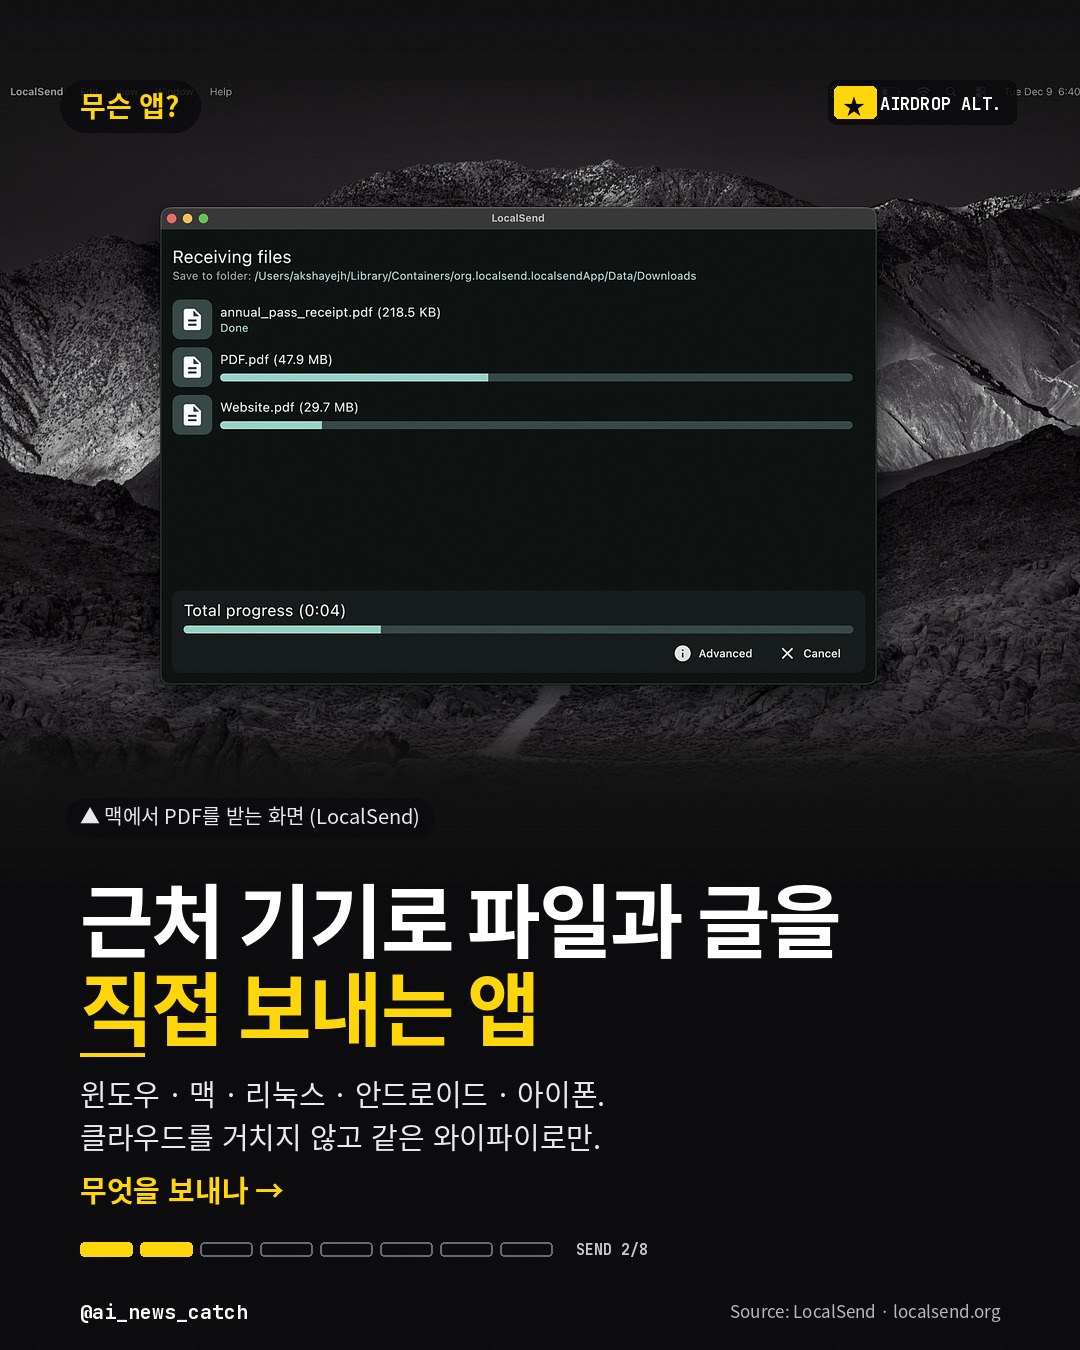 LocalSend
Help
Tue Dec 9 6:40
무슨 앱?
★ AIRDROP ALT.
LocalSend
Receiving files
Save to folder: /Users/akshayejh/Library/Containers/org.localsend.localsendApp/Data/Downloads
annual_pass_receipt.pdf (218.5 KB)
Done
PDF.pdf (47.9 MB)
Website.pdf (29.7 MB)
Total progress (0:04)
Advanced
Cancel
▲ 맥에서 PDF를 받는 화면 (LocalSend)
근처 기기로 파일과 글을
직접 보내는 앱
윈도우 · 맥 · 리눅스 · 안드로이드 · 아이폰.
클라우드를 거치지 않고 같은 와이파이로만.
무엇을 보내나 →
SEND 2/8
@ai_news_catch
Source: LocalSend · localsend.org